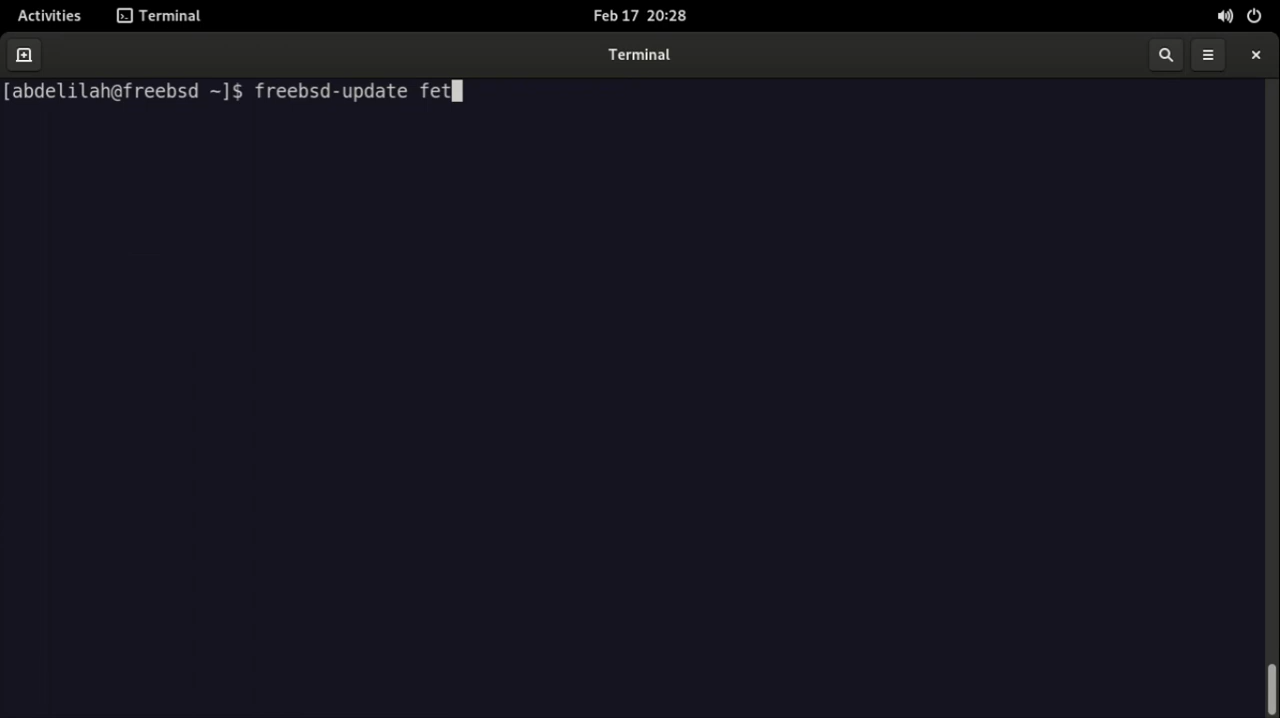 Activities Terminal Feb 17 20:28
Terminal
[abdelilah@freebsd ~]$ freebsd-update fet